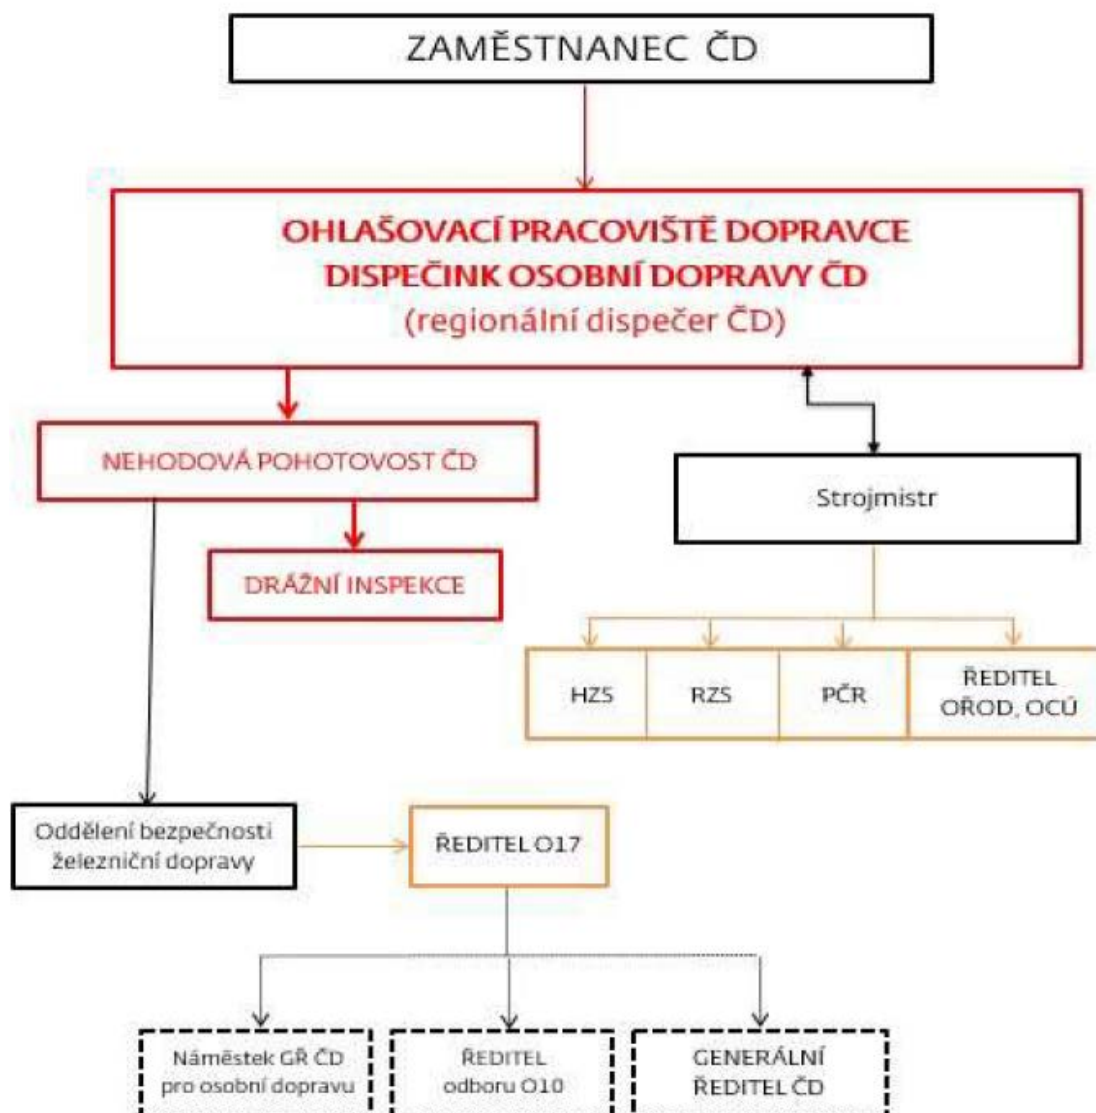 ZAMĚSTNANEC ČD
OHLAŠOVACÍ PRACOVIŠTĚ DOPRAVCE
DISPEČINK OSOBNÍ DOPRAVY ČD
(regionální dispečer ČD)
NEHODOVÁ POHOTOVOST ČD
Strojmistr
DRÁŽNÍ INSPEKCE
HZS
RZS
PČR
ŘEDITEL
OŘOD, OCÚ
Oddělení bezpečnosti
železniční dopravy
ŘEDITEL O17
Náměstek GŘ ČD
pro osobní dopravu
ŘEDITEL
odboru O10
GENERÁLNÍ
ŘEDITEL ČD